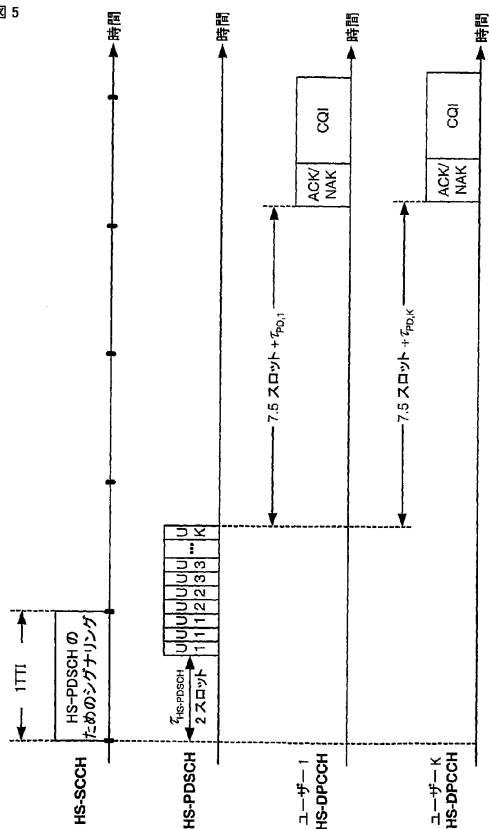 図 5
1TTI
HS-PDSCH の
ためのシグナリング
HS-SCCH
時間
τHS-PDSCH
2 スロット
U U U U U U U U ... U
1 1 1 2 2 3 3 ... K
HS-PDSCH
時間
7.5 スロット + τPD,1
ACK/
NAK
CQI
ユーザー 1
HS-DPCCH
時間
7.5 スロット + τPD,K
ACK/
NAK
CQI
ユーザー K
HS-DPCCH
時間